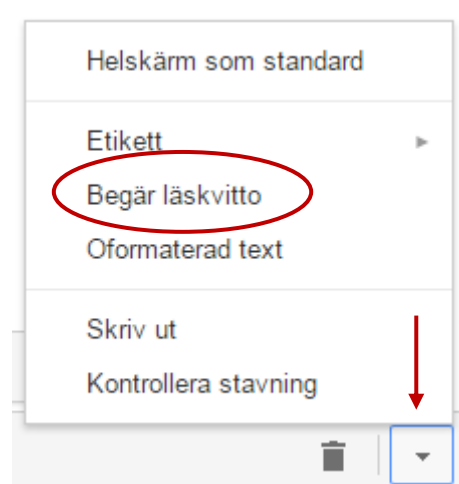 Helskärm som standard
Etikett
Begär läskvitto
Oformaterad text
Skriv ut
Kontrollera stavning